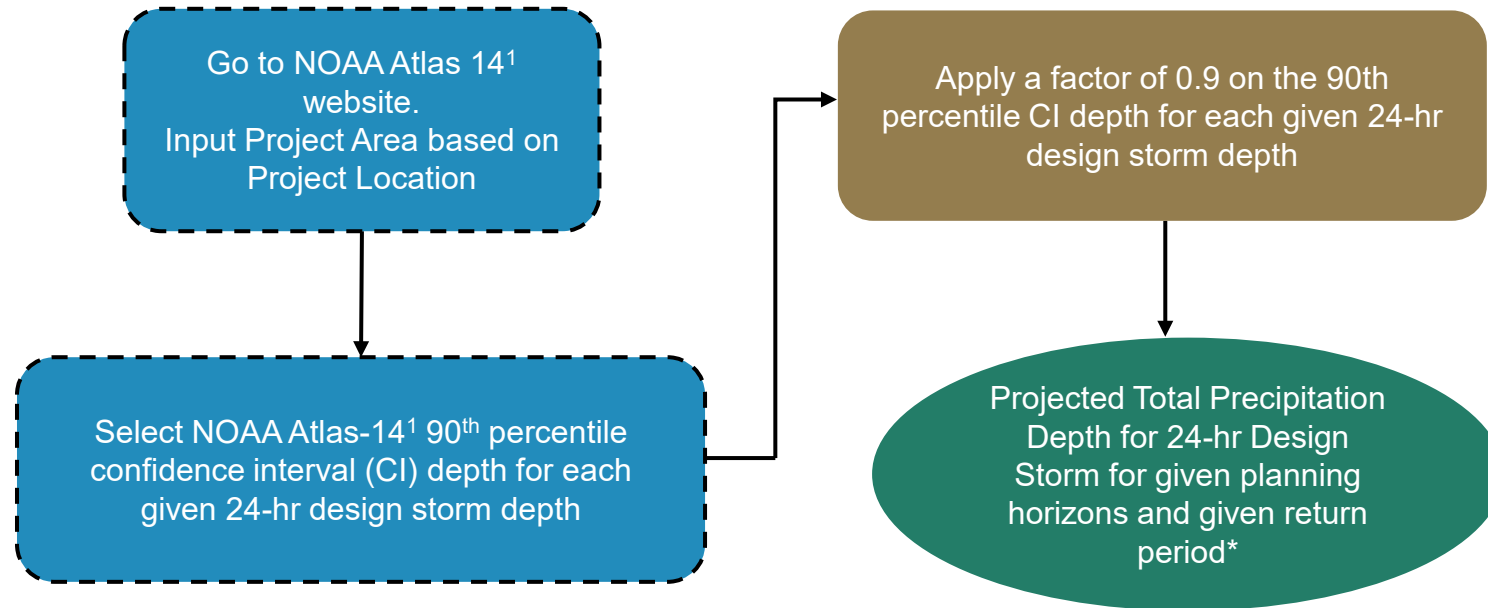 Go to NOAA Atlas 14¹
website.
Input Project Area based on
Project Location
Select NOAA Atlas-14¹ 90ᵗʰ percentile
confidence interval (CI) depth for each
given 24-hr design storm depth
Apply a factor of 0.9 on the 90th
percentile CI depth for each given 24-hr
design storm depth
Projected Total Precipitation
Depth for 24-hr Design
Storm for given planning
horizons and given return
period*